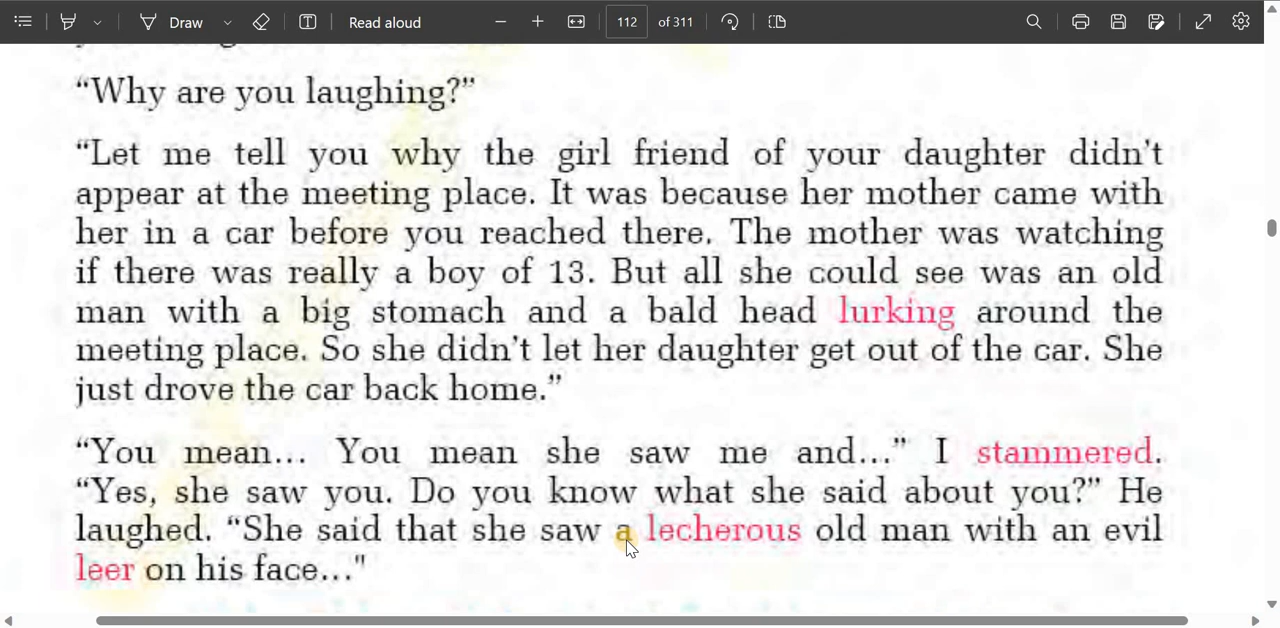 Draw
Read aloud
112 of 311
“Why are you laughing?”
“Let me tell you why the girl friend of your daughter didn’t
appear at the meeting place. It was because her mother came with
her in a car before you reached there. The mother was watching
if there was really a boy of 13. But all she could see was an old
man with a big stomach and a bald head lurking around the
meeting place. So she didn’t let her daughter get out of the car. She
just drove the car back home.”
“You mean... You mean she saw me and...” I stammered.
“Yes, she saw you. Do you know what she said about you?” He
laughed. “She said that she saw a lecherous old man with an evil
leer on his face..."